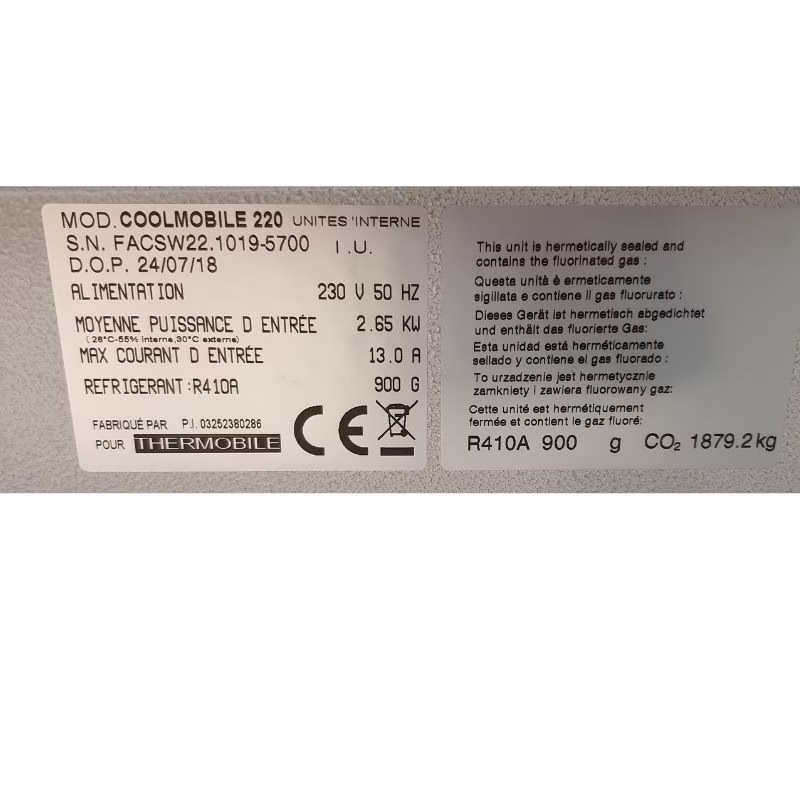 MOD. COOLMOBILE 220 UNITES 'INTERNE
S.N. FACSW22.1019-5700 I .U.
D.O.P. 24/07/18
ALIMENTATION 230 V 50 HZ
MOYENNE PUISSANCE D ENTRÉE 2.65 KW
( 26°C-55% interne,30°C externe)
MAX COURANT D ENTRÉE 13.0 A
REFRIGERANT:R410A 900 G
FABRIQUÉ PAR P.I. 03252380286
POUR THERMOBILE
CE
This unit is hermetically sealed and
contains the fluorinated gas :
Questa unità è ermeticamente
sigillata e contiene il gas fluorurato :
Dieses Gerät ist hermetisch abgedichtet
und enthält das fluorierte Gas:
Esta unidad está herméticamente
sellado y contiene el gas fluorado :
To urzadzenie jest hermetycznie
zamkniety i zawiera fluorowany gaz:
Cette unité est hermétiquement
fermée et contient le gaz fluoré:
R410A 900 g CO₂ 1879.2kg